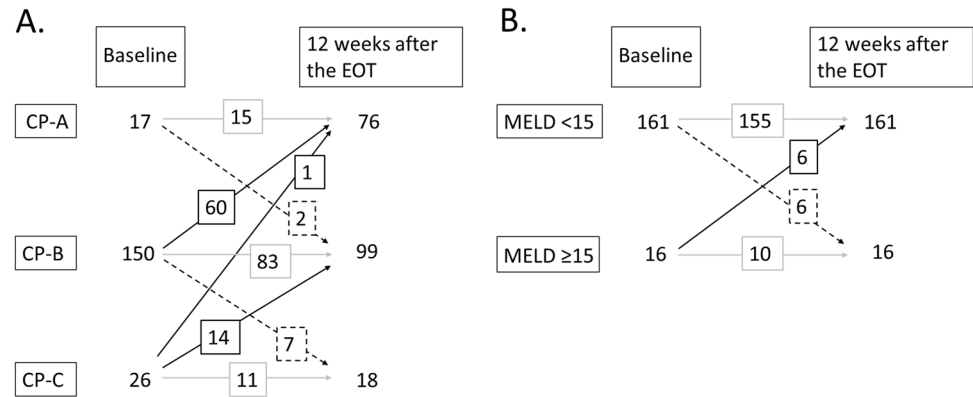 A.
Baseline
12 weeks after
the EOT
CP-A
17
15
76
1
60
2
CP-B
150
83
99
14
7
CP-C
26
11
18
B.
Baseline
12 weeks after
the EOT
MELD <15
161
155
161
6
6
MELD ≥15
16
10
16